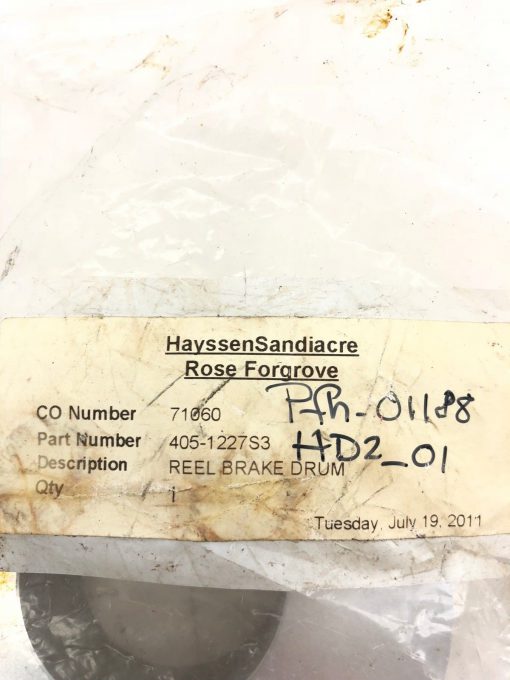 HayssenSandiacre
Rose Forgrove
CO Number 71060
Part Number 405-1227S3
Description REEL BRAKE DRUM
Qty 1
Tuesday, July 19, 2011
-01188
HD2_01